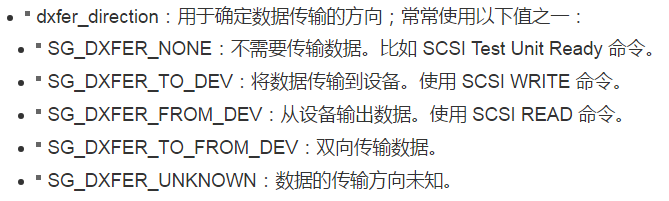 dxfer_direction：用于确定数据传输的方向；常常使用以下值之一：
SG_DXFER_NONE：不需要传输数据。比如 SCSI Test Unit Ready 命令。
SG_DXFER_TO_DEV：将数据传输到设备。使用 SCSI WRITE 命令。
SG_DXFER_FROM_DEV：从设备输出数据。使用 SCSI READ 命令。
SG_DXFER_TO_FROM_DEV：双向传输数据。
SG_DXFER_UNKNOWN：数据的传输方向未知。